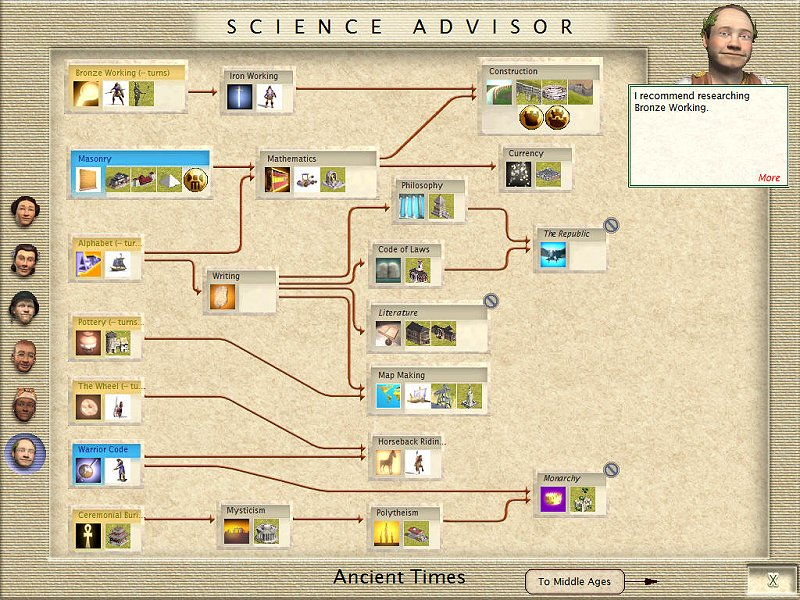 SCIENCE ADVISOR
I recommend researching
Bronze Working.
More
Bronze Working (-- turns)
Iron Working
Construction
Masonry
Mathematics
Currency
Philosophy
Alphabet (-- tur...
Code of Laws
The Republic
Writing
Literature
Pottery (-- turns...
Map Making
The Wheel (-- tu...
Horseback Ridin...
Warrior Code
Monarchy
Ceremonial Buri...
Mysticism
Polytheism
Ancient Times
To Middle Ages
X